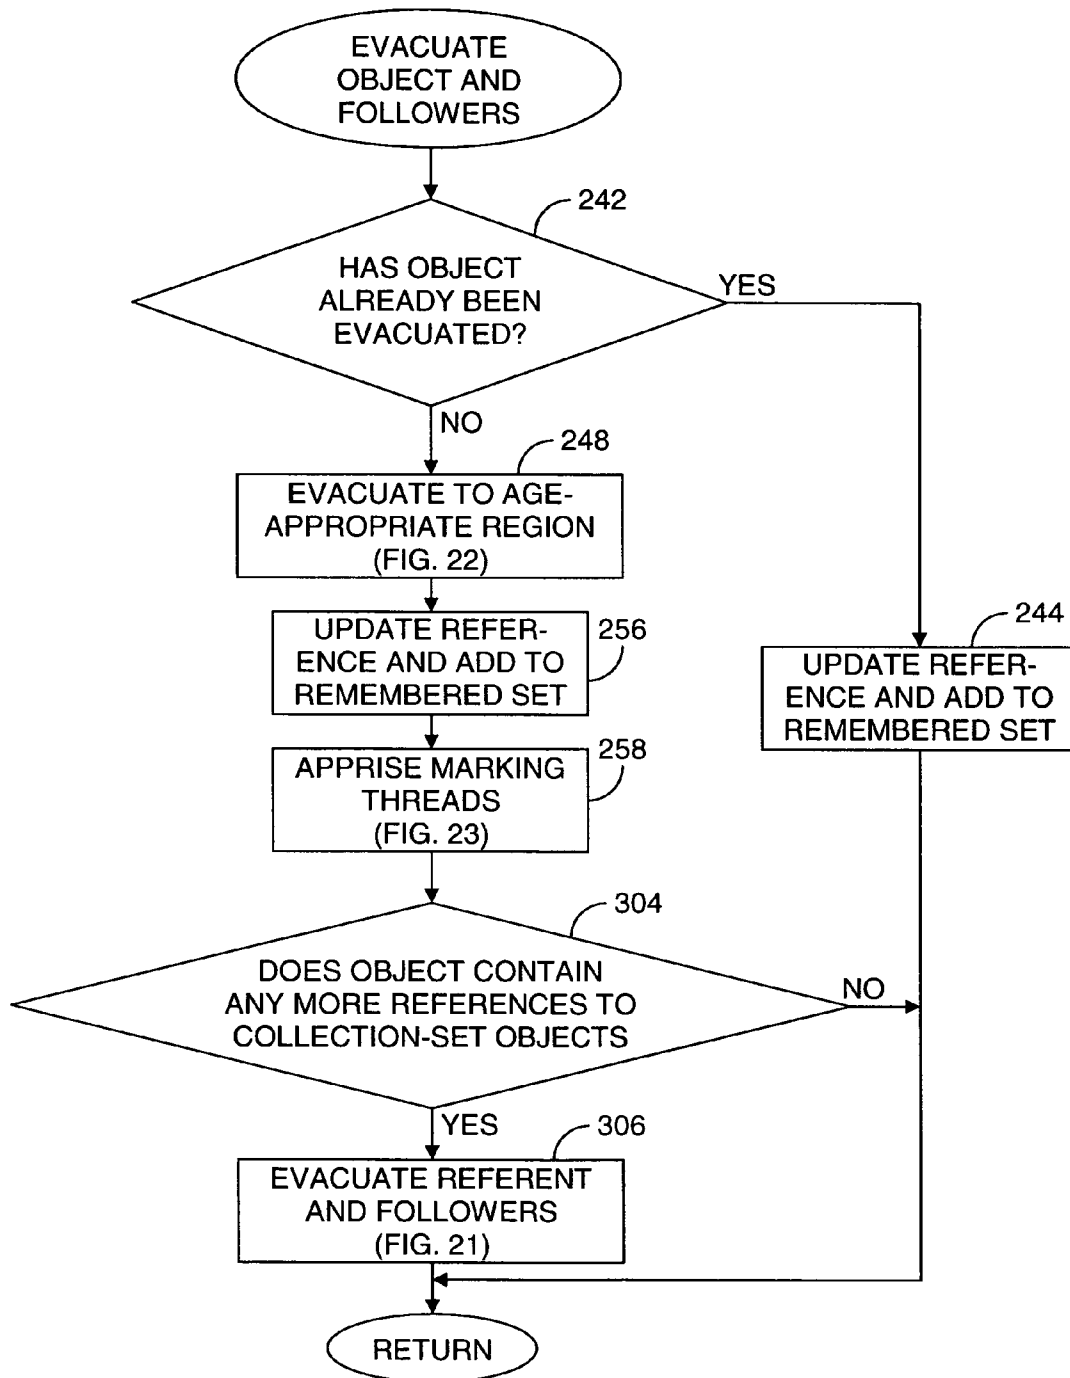 EVACUATE
OBJECT AND
FOLLOWERS
242
HAS OBJECT
ALREADY BEEN
EVACUATED?
YES
NO
248
EVACUATE TO AGE-
APPROPRIATE REGION
(FIG. 22)
256
UPDATE REFER-
ENCE AND ADD TO
REMEMBERED SET
244
UPDATE REFER-
ENCE AND ADD TO
REMEMBERED SET
258
APPRISE MARKING
THREADS
(FIG. 23)
304
DOES OBJECT CONTAIN
ANY MORE REFERENCES TO
COLLECTION-SET OBJECTS
NO
YES
306
EVACUATE REFERENT
AND FOLLOWERS
(FIG. 21)
RETURN